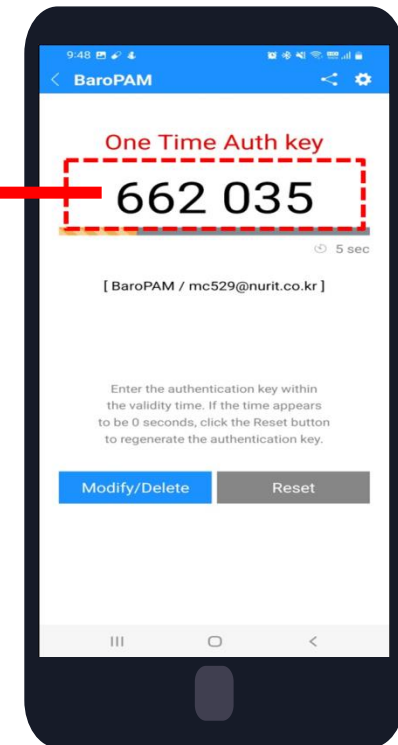 9:48
BaroPAM
One Time Auth key
662 035
5 sec
[ BaroPAM / mc529@nurit.co.kr ]
Enter the authentication key within
the validity time. If the time appears
to be 0 seconds, click the Reset button
to regenerate the authentication key.
Modify/Delete Reset